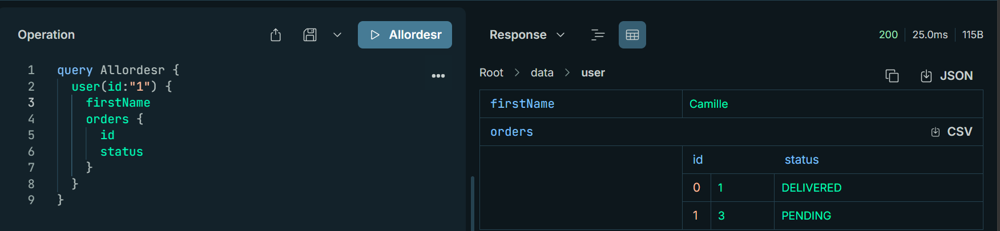 Operation
Allordesr
1 query Allordesr {
2 user(id:"1") {
3 firstName
4 orders {
5 id
6 status
7 }
8 }
9 }
Response
200 25.0ms 115B
Root > data > user
JSON
firstName Camille
orders CSV
id status
0 1 DELIVERED
1 3 PENDING